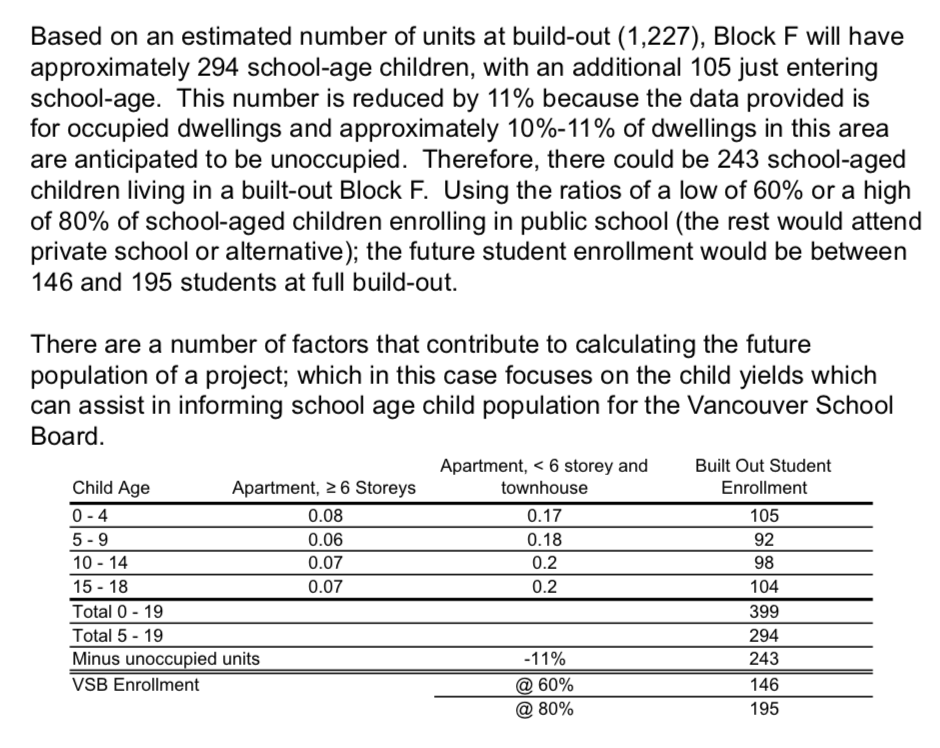 Based on an estimated number of units at build-out (1,227), Block F will have
approximately 294 school-age children, with an additional 105 just entering
school-age.  This number is reduced by 11% because the data provided is
for occupied dwellings and approximately 10%-11% of dwellings in this area
are anticipated to be unoccupied.  Therefore, there could be 243 school-aged
children living in a built-out Block F.  Using the ratios of a low of 60% or a high
of 80% of school-aged children enrolling in public school (the rest would attend
private school or alternative); the future student enrollment would be between
146 and 195 students at full build-out.
There are a number of factors that contribute to calculating the future
population of a project; which in this case focuses on the child yields which
can assist in informing school age child population for the Vancouver School
Board.
Apartment, < 6 storey and Built Out Student
Child Age Apartment, ≥ 6 Storeys townhouse Enrollment
0 - 4 0.08 0.17 105
5 - 9 0.06 0.18 92
10 - 14 0.07 0.2 98
15 - 18 0.07 0.2 104
Total 0 - 19 399
Total 5 - 19 294
Minus unoccupied units -11% 243
VSB Enrollment @ 60% 146
@ 80% 195